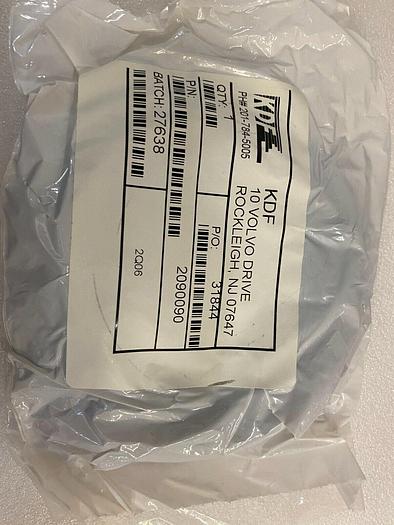 KDF
PH# 201-784-5005
KDF
10 VOLVO DRIVE
ROCKLEIGH, NJ 07647
QTY: 1
P/O: 31844
P/N: 2090090
BATCH: 27638
2Q06